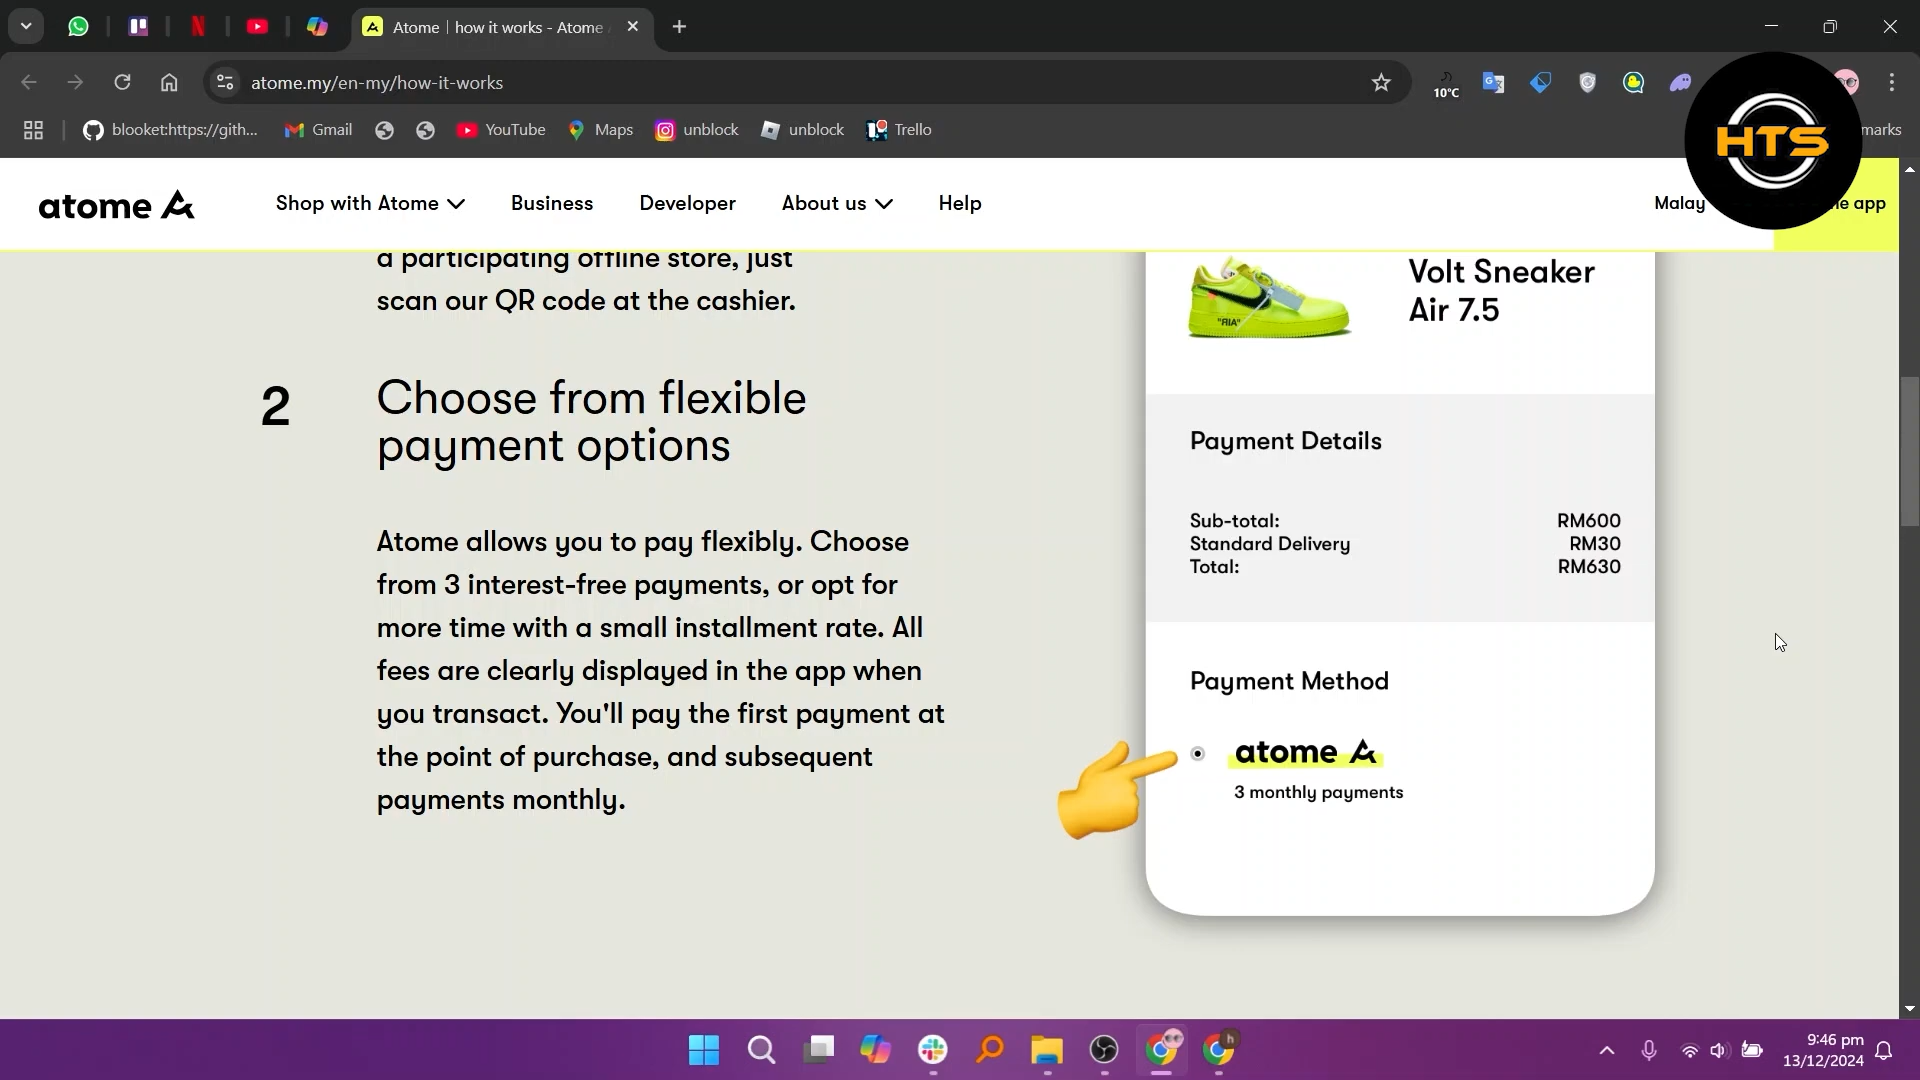 Atome | how it works - Atome
atome.my/en-my/how-it-works
10°C
blooket:https://gith...
Gmail
YouTube
Maps
unblock
unblock
Trello
marks
HTS
atome
Shop with Atome
Business
Developer
About us
Help
Malay
e app
a participating offline store, just
scan our QR code at the cashier.
2
Choose from flexible
payment options
Atome allows you to pay flexibly. Choose
from 3 interest-free payments, or opt for
more time with a small installment rate. All
fees are clearly displayed in the app when
you transact. You'll pay the first payment at
the point of purchase, and subsequent
payments monthly.
"AIR"
Volt Sneaker
Air 7.5
Payment Details
Sub-total: RM600
Standard Delivery RM30
Total: RM630
Payment Method
atome
3 monthly payments
h
9:46 pm
13/12/2024